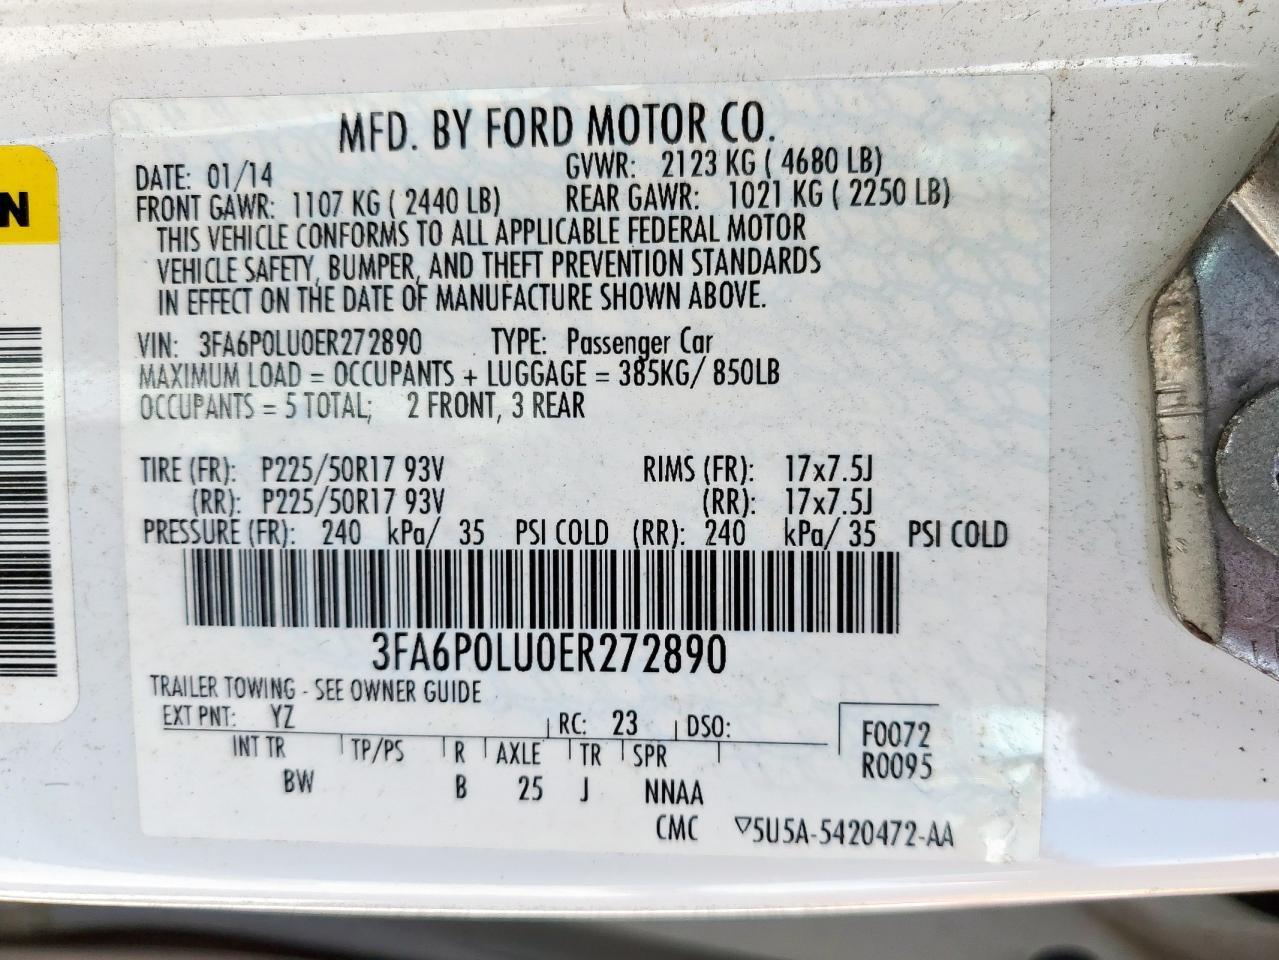 MFD. BY FORD MOTOR CO.
DATE: 01/14 GVWR: 2123 KG ( 4680 LB)
FRONT GAWR: 1107 KG ( 2440 LB) REAR GAWR: 1021 KG ( 2250 LB)
THIS VEHICLE CONFORMS TO ALL APPLICABLE FEDERAL MOTOR
VEHICLE SAFETY, BUMPER, AND THEFT PREVENTION STANDARDS
IN EFFECT ON THE DATE OF MANUFACTURE SHOWN ABOVE.
VIN: 3FA6P0LU0ER272890 TYPE: Passenger Car
MAXIMUM LOAD = OCCUPANTS + LUGGAGE = 385KG/ 850LB
OCCUPANTS = 5 TOTAL; 2 FRONT, 3 REAR
TIRE (FR): P225/50R17 93V RIMS (FR): 17x7.5J
(RR): P225/50R17 93V (RR): 17x7.5J
PRESSURE (FR): 240 kPa/ 35 PSI COLD (RR): 240 kPa/ 35 PSI COLD
3FA6P0LU0ER272890
TRAILER TOWING - SEE OWNER GUIDE
EXT PNT: YZ RC: 23 DSO:
F0072
INT TR TP/PS R AXLE TR SPR
R0095
BW B 25 J NNAA
CMC ▽5U5A-5420472-AA
N